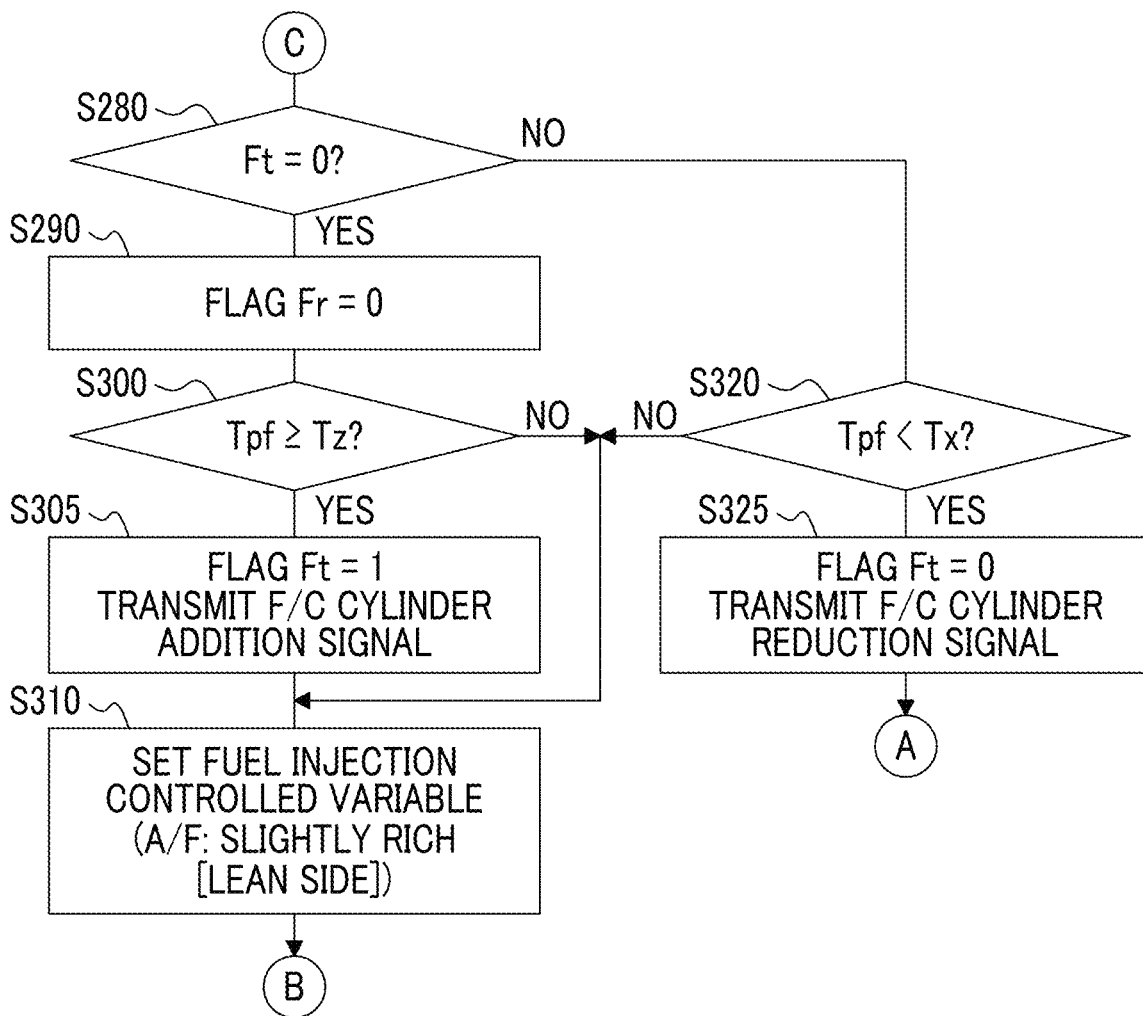 C
S280
Ft = 0?
NO
YES
S290
FLAG Fr = 0
S300
Tpf ≥ Tz?
NO
YES
S320
Tpf < Tx?
NO
YES
S305
FLAG Ft = 1
TRANSMIT F/C CYLINDER
ADDITION SIGNAL
S325
FLAG Ft = 0
TRANSMIT F/C CYLINDER
REDUCTION SIGNAL
S310
SET FUEL INJECTION
CONTROLLED VARIABLE
(A/F: SLIGHTLY RICH
[LEAN SIDE])
A
B